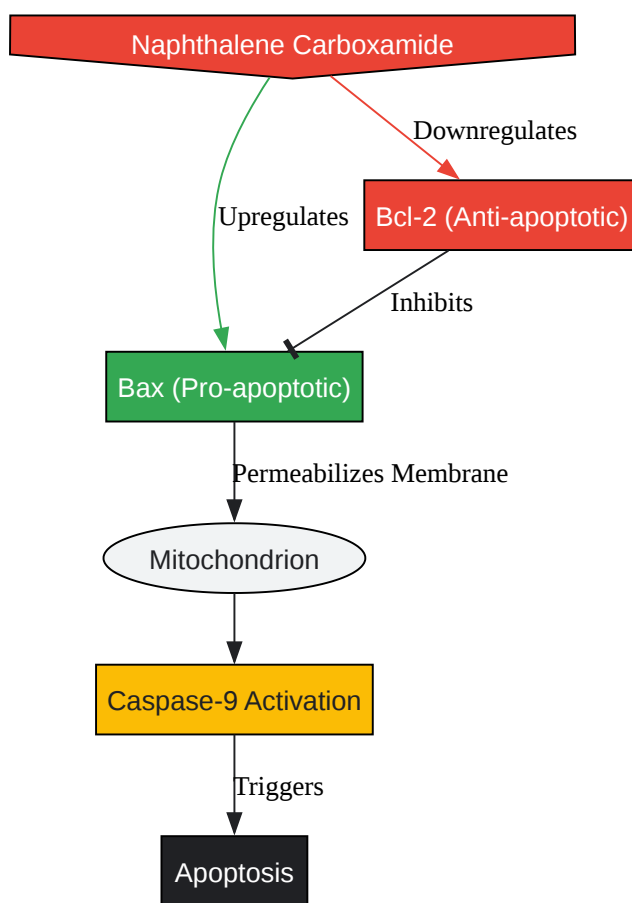 Naphthalene Carboxamide
Downregulates
Bcl-2 (Anti-apoptotic)
Upregulates
Inhibits
Bax (Pro-apoptotic)
Permeabilizes Membrane
Mitochondrion
Caspase-9 Activation
Triggers
Apoptosis